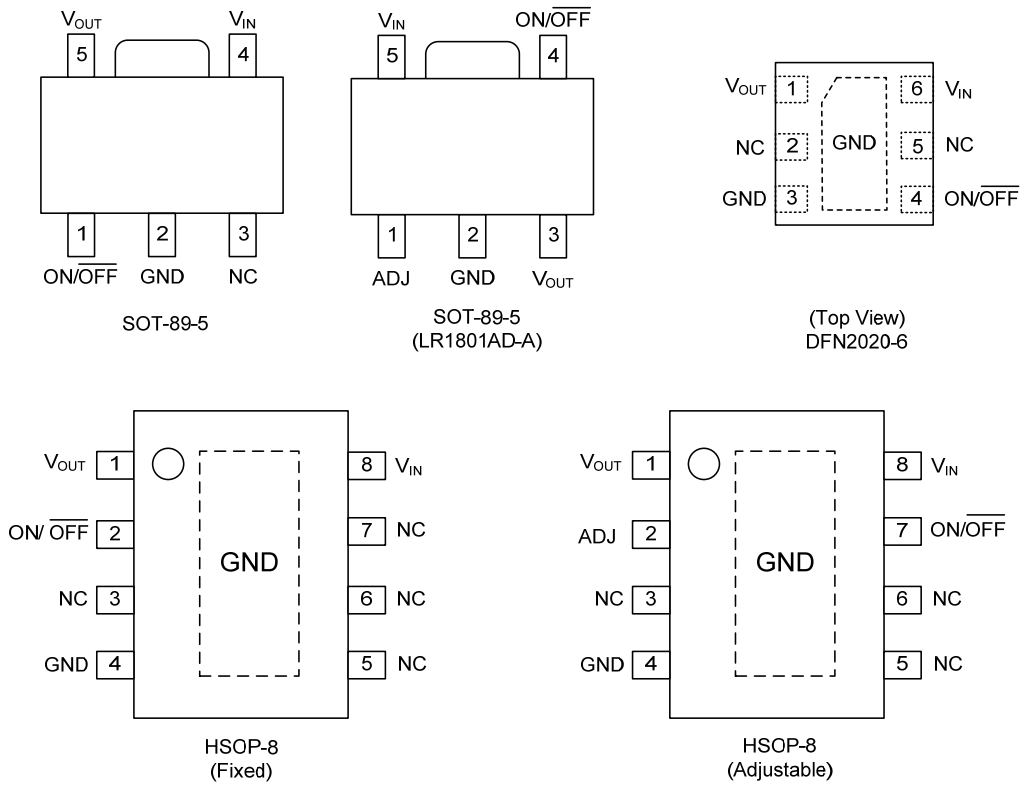 VOUT VIN
5 4
1 2 3
ON/OFF GND NC
SOT-89-5
VIN ON/OFF
5 4
1 2 3
ADJ GND VOUT
SOT-89-5
(LR1801AD-A)
VOUT 1 6 VIN
NC 2 GND 5 NC
GND 3 4 ON/OFF
(Top View)
DFN2020-6
VOUT 1 8 VIN
ON/ OFF 2 7 NC
GND
NC 3 6 NC
GND 4 5 NC
HSOP-8
(Fixed)
VOUT 1 8 VIN
ADJ 2 7 ON/OFF
GND
NC 3 6 NC
GND 4 5 NC
HSOP-8
(Adjustable)